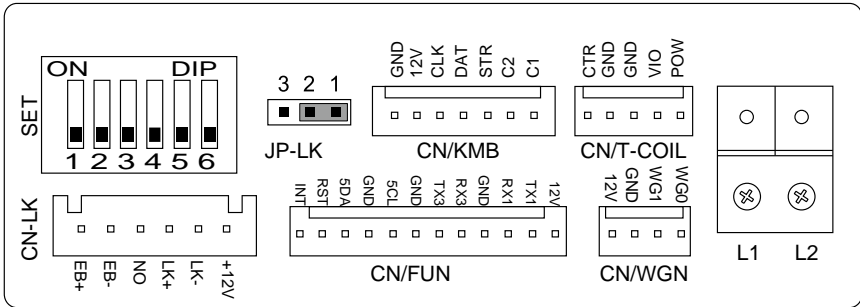 ON DIP
SET
1 2 3 4 5 6
3 2 1
JP-LK
GND 12V CLK DAT STR C2 C1
CN/KMB
CTR GND GND VIO POW
CN/T-COIL
CN-LK
EB+ EB- NO LK+ LK- +12V
INT RST 5DA GND 5CL GND TX3 RX3 GND RX1 TX1 12V
CN/FUN
12V GND WG1 WG0
CN/WGN
L1 L2